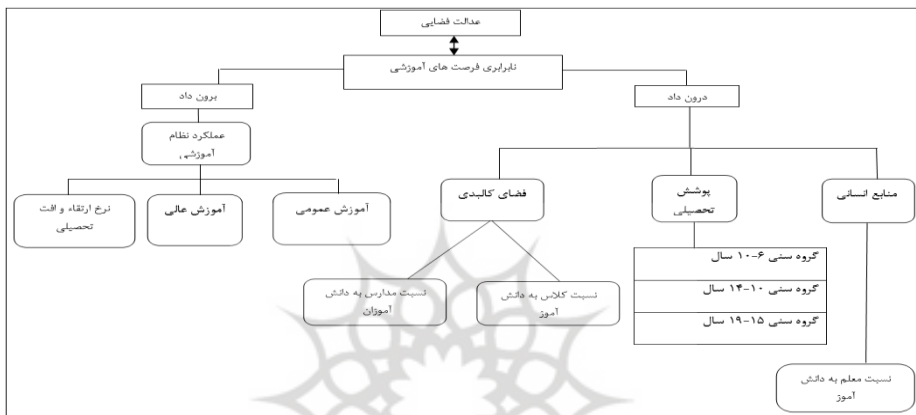 عدالت فضایی
نابرابری فرصت های آموزشی
درون داد
برون داد
عملکرد نظام
آموزشی
منابع انسانی
پوشش
تحصیلی
فضای کالبدی
آموزش عمومی
آموزش عالی
نرخ ارتقاء و افت
تحصیلی
گروه سنی ۶-۱۰ سال
گروه سنی ۱۰-۱۴ سال
گروه سنی ۱۵-۱۹ سال
نسبت کلاس به دانش
آموز
نسبت مدارس به دانش
آموزان
نسبت معلم به دانش
آموز